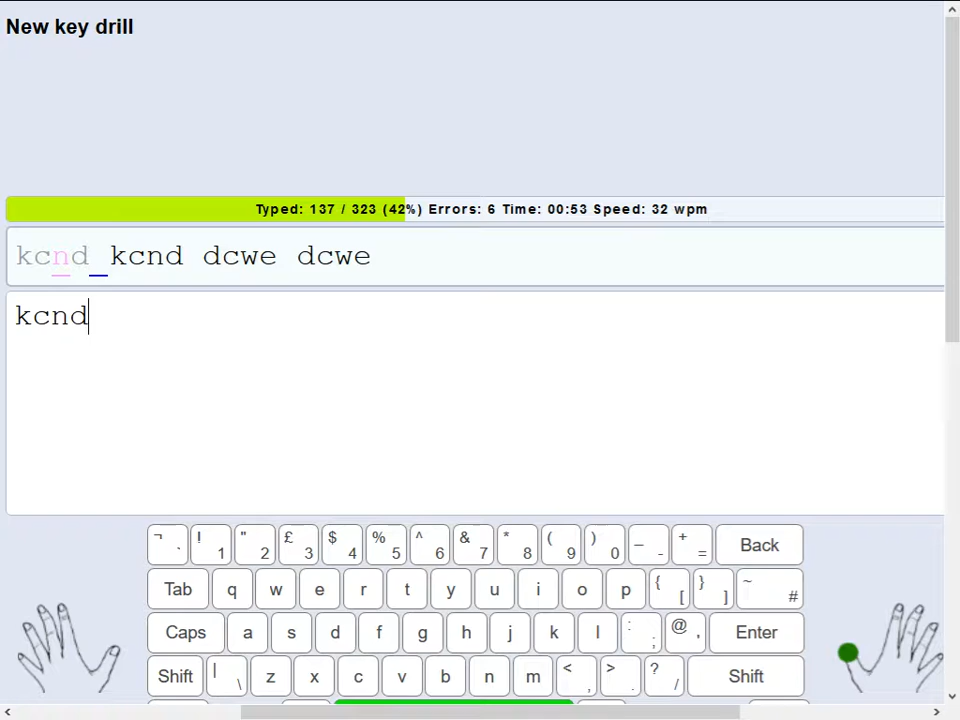 New key drill
Typed: 137 / 323 (42%) Errors: 6 Time: 00:53 Speed: 32 wpm
kcnd kcnd dcwe dcwe
kcnd
¬ ` ! 1 " 2 £ 3 $ 4 % 5 ^ 6 & 7 * 8 ( 9 ) 0 _ - + = Back
Tab q w e r t y u i o p { [ } ] ~ #
Caps a s d f g h j k l : ; @ , Enter
Shift | \ z x c v b n m < , > . ? / Shift